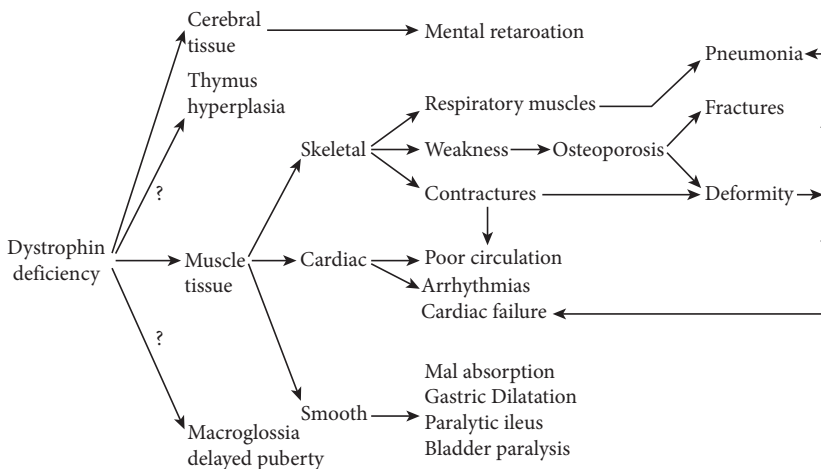 Cerebral
tissue
Mental retaroation
Pneumonia
Thymus
hyperplasia
Respiratory muscles
Fractures
Skeletal
Weakness
Osteoporosis
?
Contractures
Deformity
Dystrophin
deficiency
Muscle
tissue
Cardiac
Poor circulation
Arrhythmias
Cardiac failure
?
Mal absorption
Gastric Dilatation
Smooth
Paralytic ileus
Bladder paralysis
Macroglossia
delayed puberty